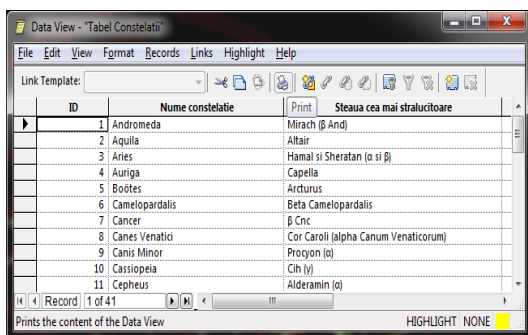 Data View - "Tabel Constelatii"
File Edit View Format Records Links Highlight Help
Link Template:
ID Nume constelatie Print Steaua cea mai stralucitoare
1 Andromeda Mirach (β And)
2 Aquila Altair
3 Aries Hamal si Sheratan (α si β)
4 Auriga Capella
5 Boötes Arcturus
6 Camelopardalis Beta Camelopardalis
7 Cancer β Cnc
8 Canes Venatici Cor Caroli (alpha Canum Venaticorum)
9 Canis Minor Procyon (α)
10 Cassiopeia Cih (γ)
11 Cepheus Alderamin (α)
Record 1 of 41
Prints the content of the Data View HIGHLIGHT NONE